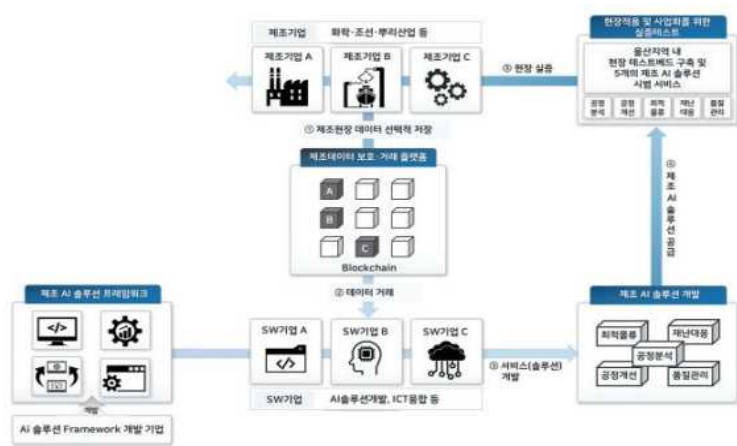 제조기업 화학·조선·뿌리산업 등
제조기업 A 제조기업 B 제조기업 C
① 제조현장 데이터 선택적 저장
제조데이터 보호·거래 플랫폼
A
B
C
Blockchain
② 데이터 거래
제조 AI 솔루션 프레임워크
</>
개발
AI 솔루션 Framework 개발 기업
SW기업 A SW기업 B SW기업 C
</>
SW기업 AI솔루션개발, ICT융합 등
③ 서비스(솔루션)
개발
제조 AI 솔루션 개발
최적물류 재난대응
공정분석
공정개선 품질관리
④ 제조 AI 솔루션 공급
현장적용 및 사업화를 위한
실증테스트
울산지역 내
현장 테스트베드 구축 및
5개의 제조 AI 솔루션
시범 서비스
공정 공정 최적 재난 품질
분석 개선 물류 대응 관리
⑤ 현장 실증